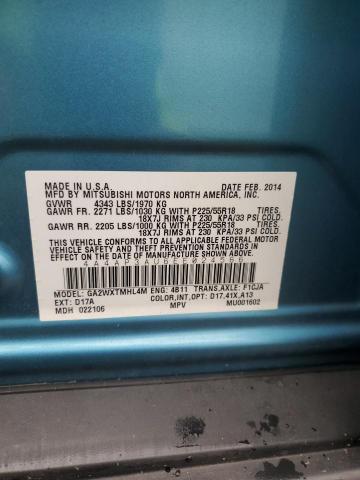 MADE IN U.S.A. DATE FEB. 2014
MFD BY MITSUBISHI MOTORS NORTH AMERICA, INC.
GVWR 4343 LBS/1970 KG
GAWR FR. 2271 LBS/1030 KG WITH P225/55R18 TIRES,
18X7J RIMS AT 230 KPA/33 PSI COLD.
GAWR RR. 2205 LBS/1000 KG WITH P225/55R18 TIRES,
18X7J RIMS AT 230 KPA/33 PSI COLD.
THIS VEHICLE CONFORMS TO ALL APPLICABLE U.S. FEDERAL
MOTOR VEHICLE SAFETY AND THEFT PREVENTION STANDARDS IN
EFFECT ON THE DATE OF MANUFACTURE SHOWN ABOVE.
4A4AP3AU6EE024566
MODEL: GA2WXTMHL4M ENG: 4B11 TRANS,AXLE: F1CJA
EXT: D17A COLOR,INT,OPT: D17,41X,A13
MDH 022106 MPV MU001602